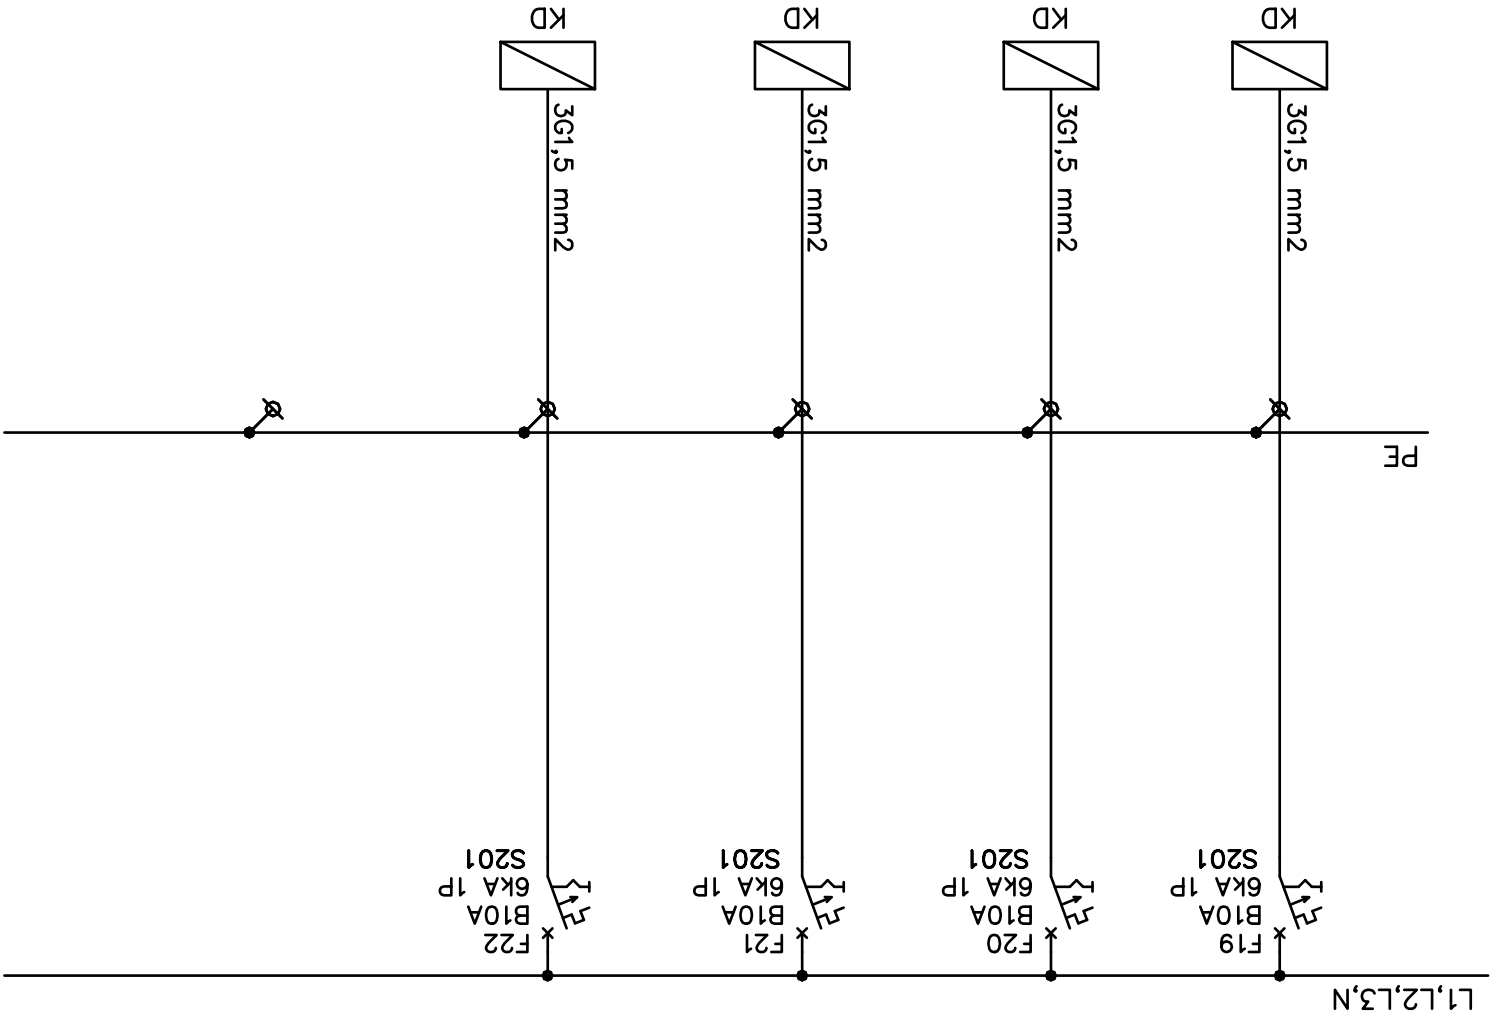 L1,L2,L3,N
F19
B10A
6kA 1P
S201
F20
B10A
6kA 1P
S201
F21
B10A
6kA 1P
S201
F22
B10A
6kA 1P
S201
PE
3G1,5 mm2
3G1,5 mm2
3G1,5 mm2
3G1,5 mm2
KD
KD
KD
KD